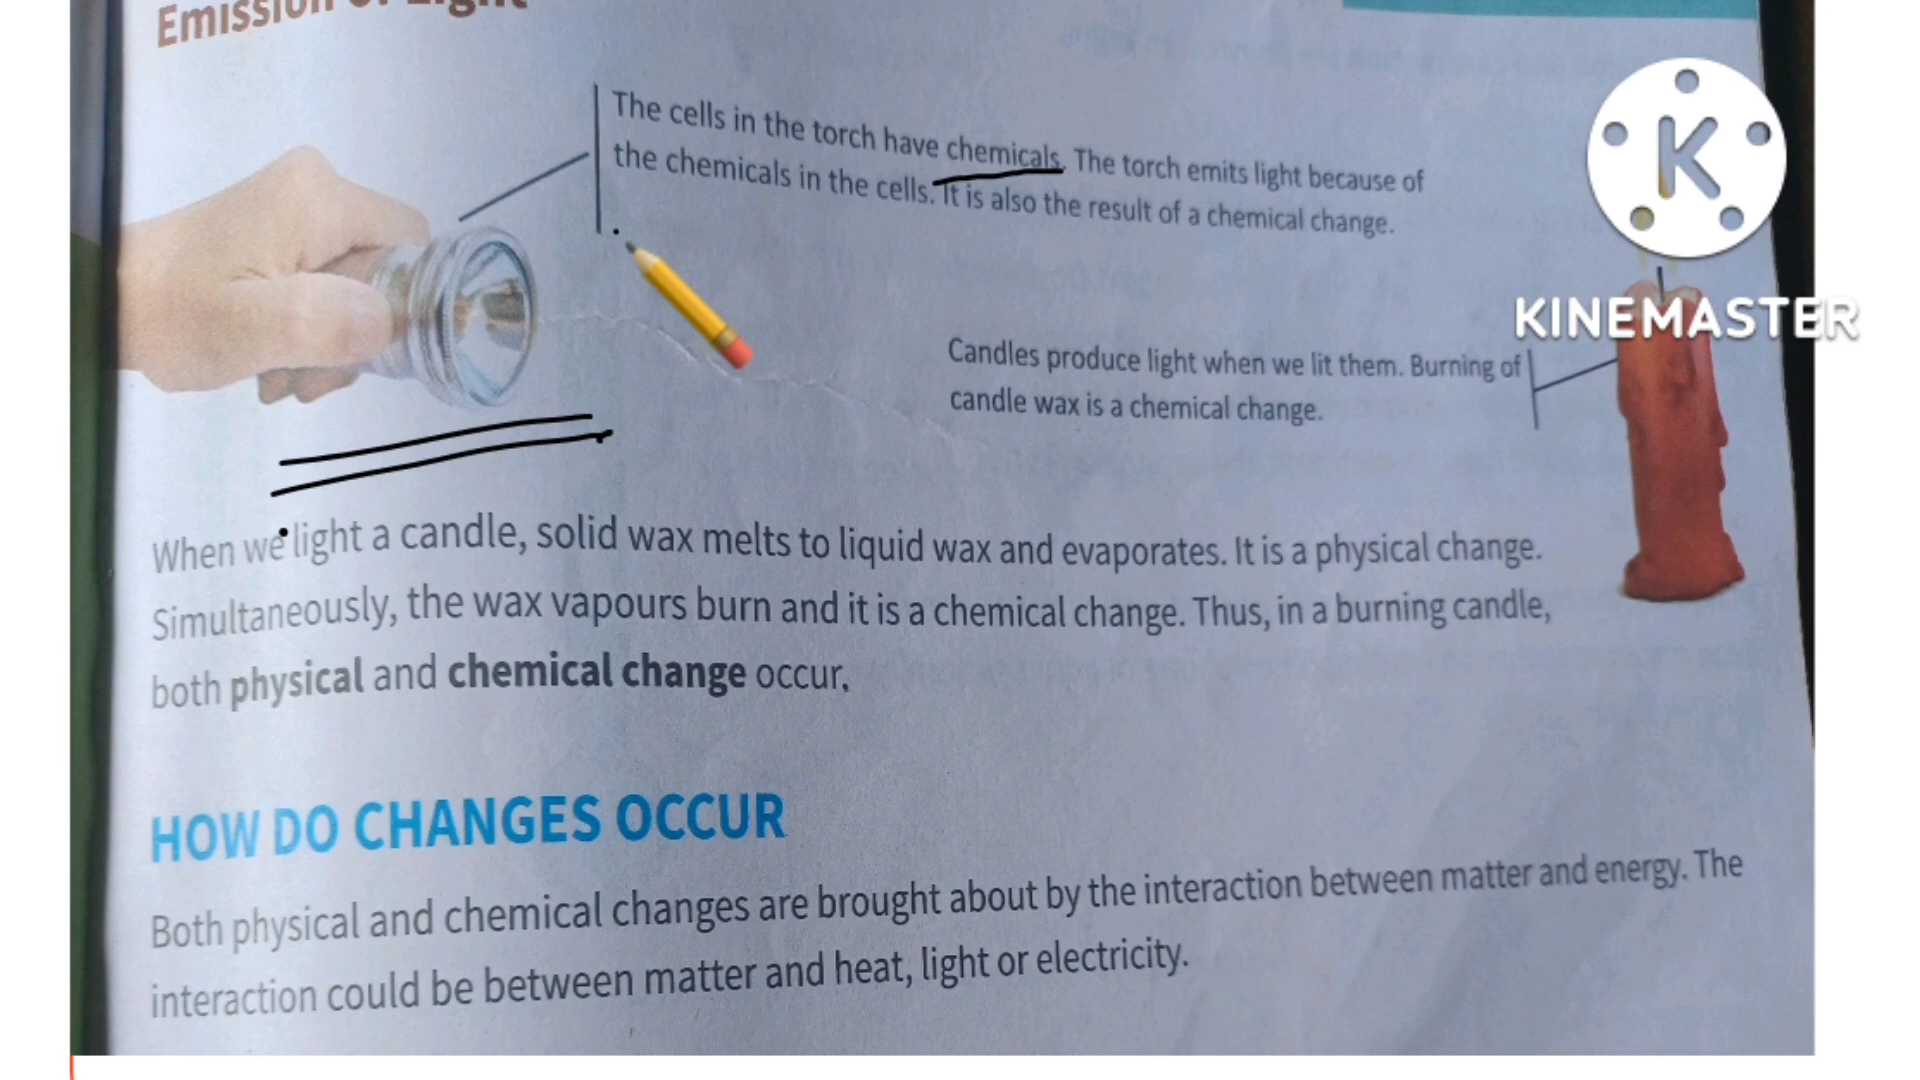 Emission of Light
The cells in the torch have chemicals. The torch emits light because of
the chemicals in the cells. It is also the result of a chemical change.
K
KINEMASTER
Candles produce light when we lit them. Burning of
candle wax is a chemical change.
When we light a candle, solid wax melts to liquid wax and evaporates. It is a physical change.
Simultaneously, the wax vapours burn and it is a chemical change. Thus, in a burning candle,
both physical and chemical change occur.
HOW DO CHANGES OCCUR
Both physical and chemical changes are brought about by the interaction between matter and energy. The
interaction could be between matter and heat, light or electricity.